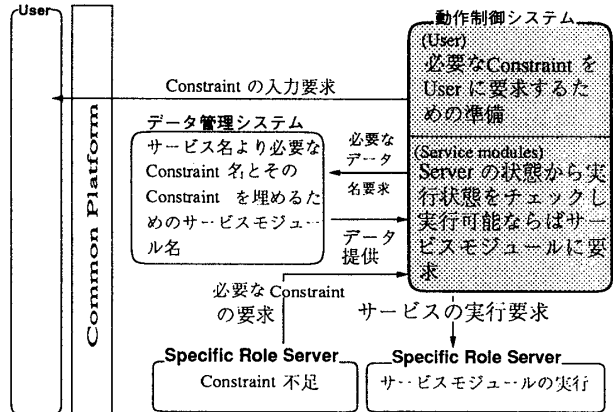 User
Common Platform
動作制御システム
(User)
必要なConstraint を
User に要求するた
めの準備
(Service modules)
Server の状態から実
行状態をチェックし
実行可能ならばサー
ビスモジュールに要
求
Constraint の入力要求
データ管理システム
サービス名より必要な
Constraint 名とその
Constraint を埋めるた
めのサービスモジュー
ル名
必要な
データ
名要求
データ
提供
必要な Constraint
の要求
サービスの実行要求
Specific Role Server
Constraint 不足
Specific Role Server
サービスモジュールの実行